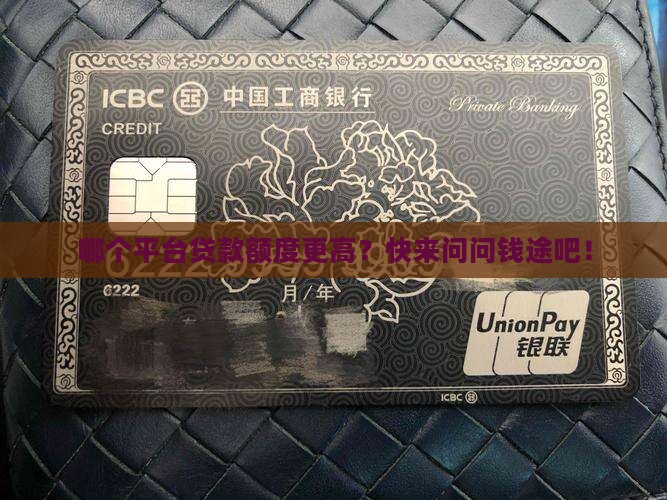 ICBC 中国工商银行
Private Banking
CREDIT
哪个平台贷款额度更高？快来问问钱途吧！
6222
月/年
UnionPay
银联
ICBC